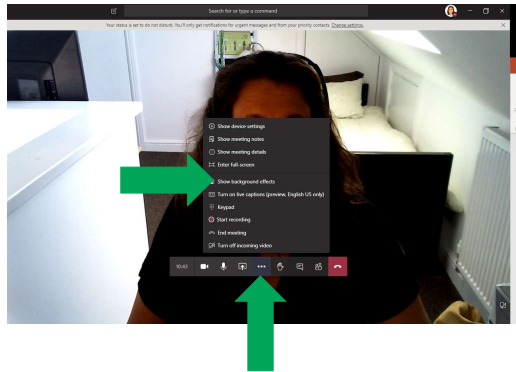 Search for or type a command
Your status is set to do not disturb. You'll only get notifications for urgent messages and from your priority contacts. Change settings.
Show device settings
Show meeting notes
Show meeting details
Enter full-screen
Show background effects
Turn on live captions (preview, English US only)
Keypad
Start recording
End meeting
Turn off incoming video
10:43